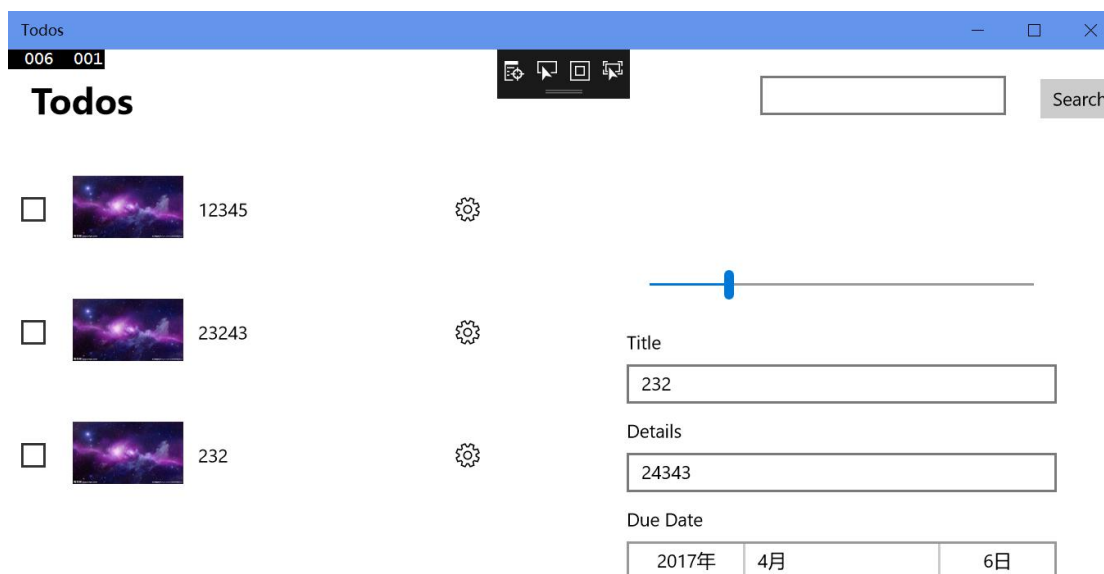 Todos
006 001
Todos
Search
12345
23243
232
Title
232
Details
24343
Due Date
2017年 4月 6日